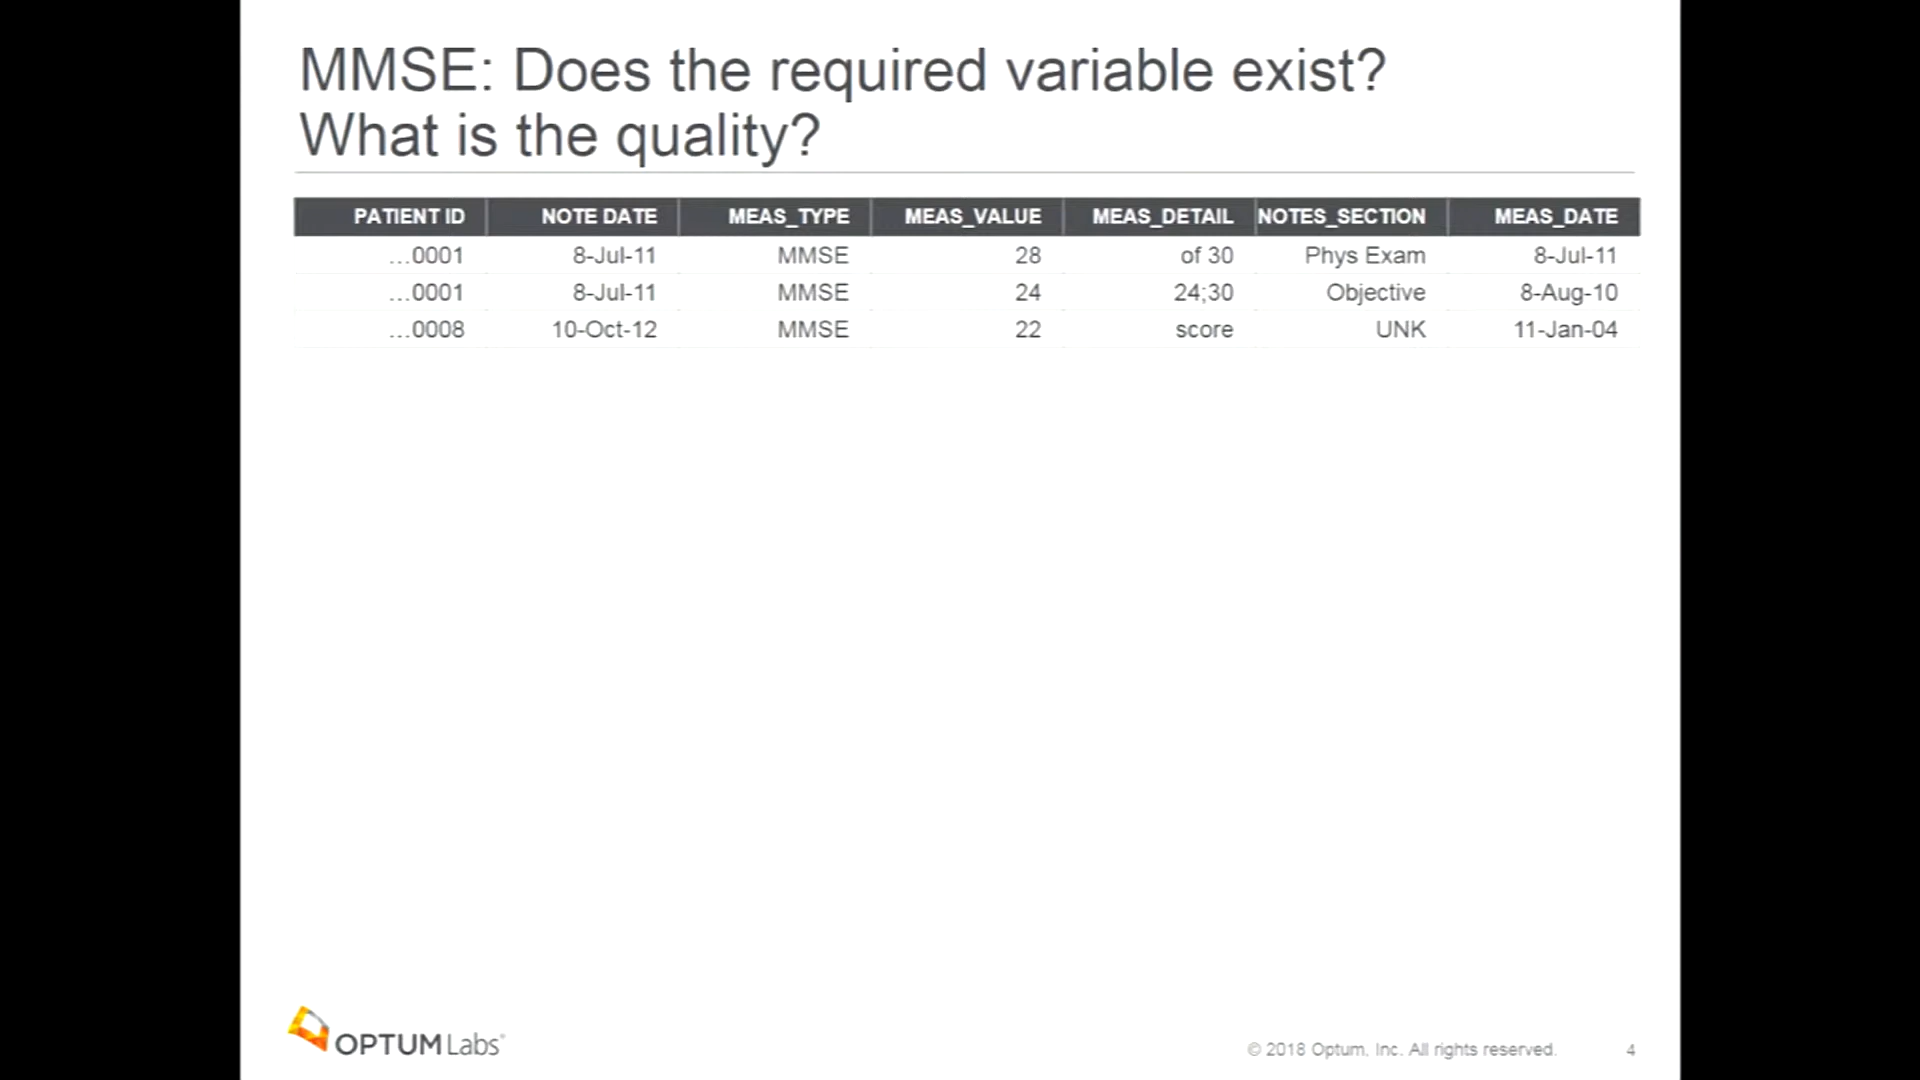 MMSE: Does the required variable exist?
What is the quality?
PATIENT ID NOTE DATE MEAS_TYPE MEAS_VALUE MEAS_DETAIL NOTES_SECTION MEAS_DATE
...0001 8-Jul-11 MMSE 28 of 30 Phys Exam 8-Jul-11
...0001 8-Jul-11 MMSE 24 24;30 Objective 8-Aug-10
...0008 10-Oct-12 MMSE 22 score UNK 11-Jan-04
OPTUMLabs®
© 2018 Optum, Inc. All rights reserved. 4